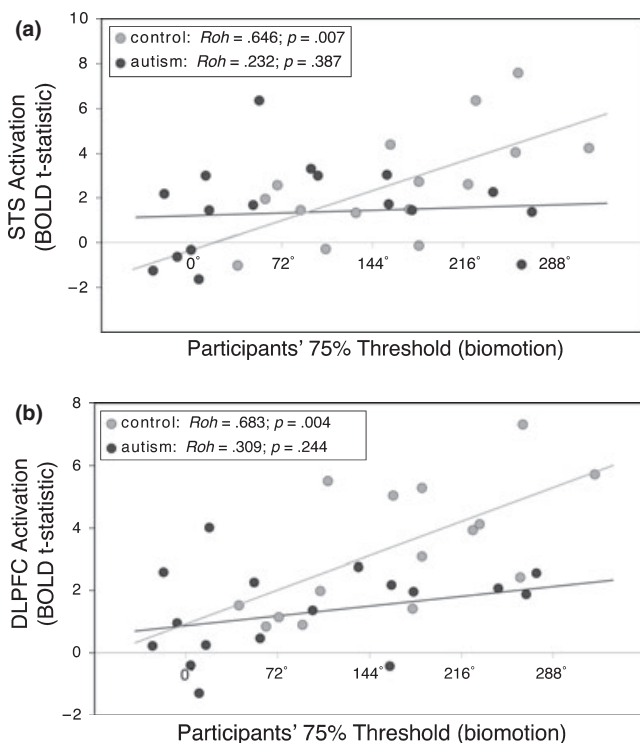 (a)
10
8
6
4
2
0
−2
STS Activation
(BOLD t-statistic)
control: Roh = .646; p = .007
autism: Roh = .232; p = .387
0° 72° 144° 216° 288°
Participants' 75% Threshold (biomotion)
(b)
8
6
4
2
0
−2
DLPFC Activation
(BOLD t-statistic)
control: Roh = .683; p = .004
autism: Roh = .309; p = .244
0 72° 144° 216° 288°
Participants' 75% Threshold (biomotion)